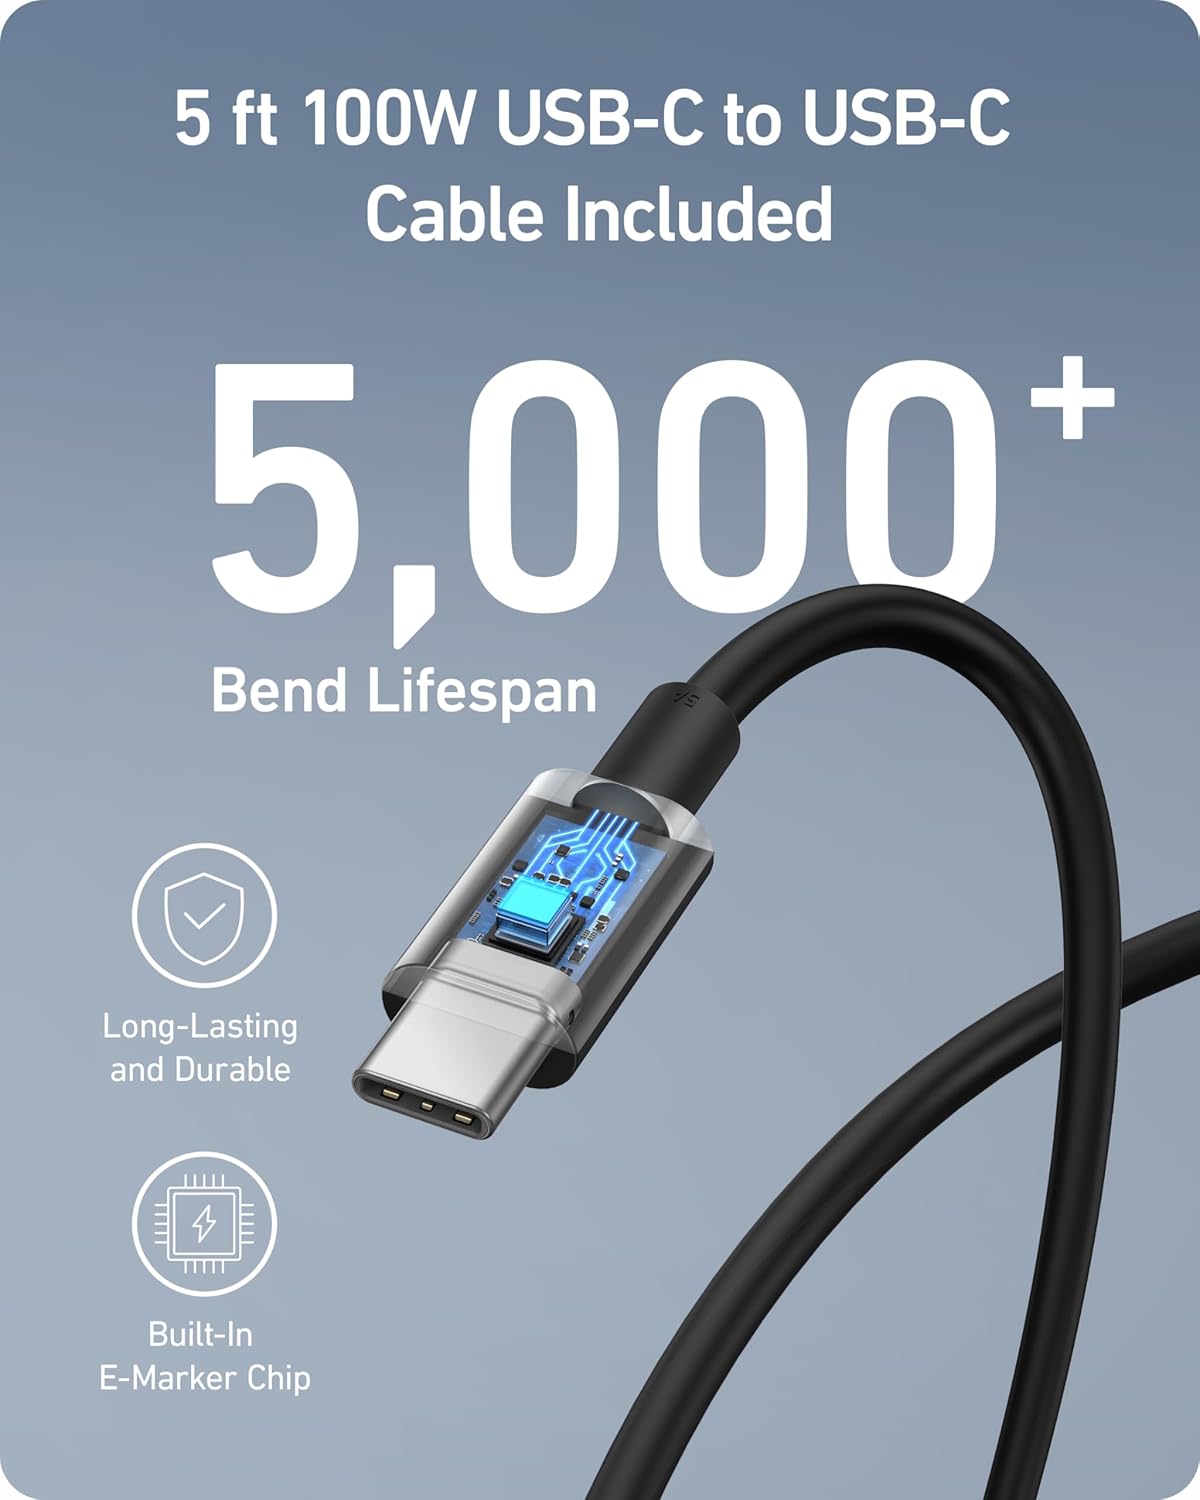 5 ft 100W USB-C to USB-C
Cable Included
5,000+
Bend Lifespan
Long-Lasting
and Durable
Built-In
E-Marker Chip